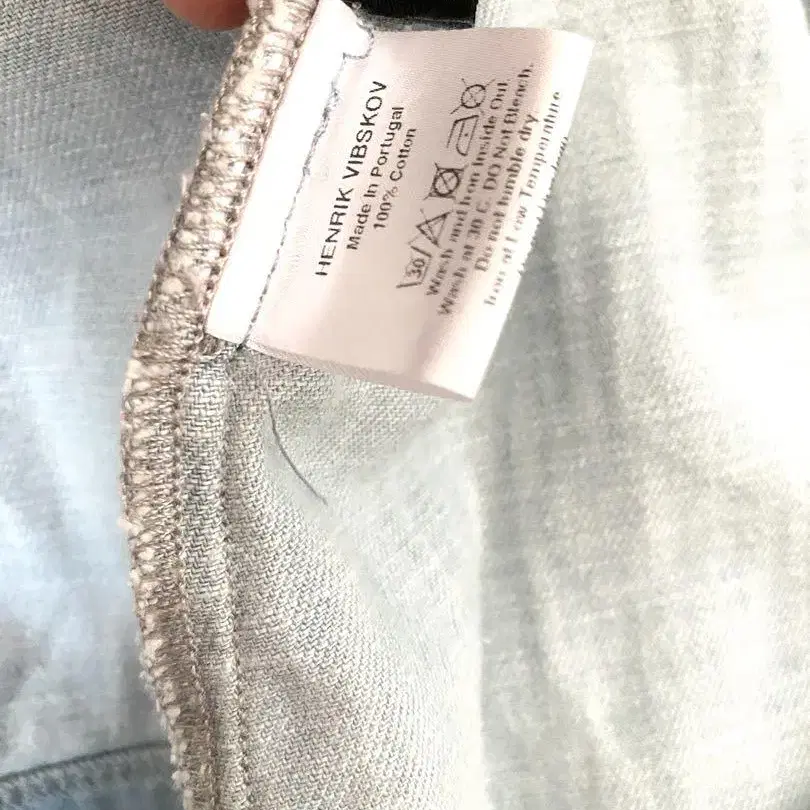 HENRIK VIBSKOV
Made In Portugal
100% Cotton
30
Wash and Iron Inside Out
Wash at 30 C. DO Not Bleach.
Do not tumble dry
Iron at Low Temperature